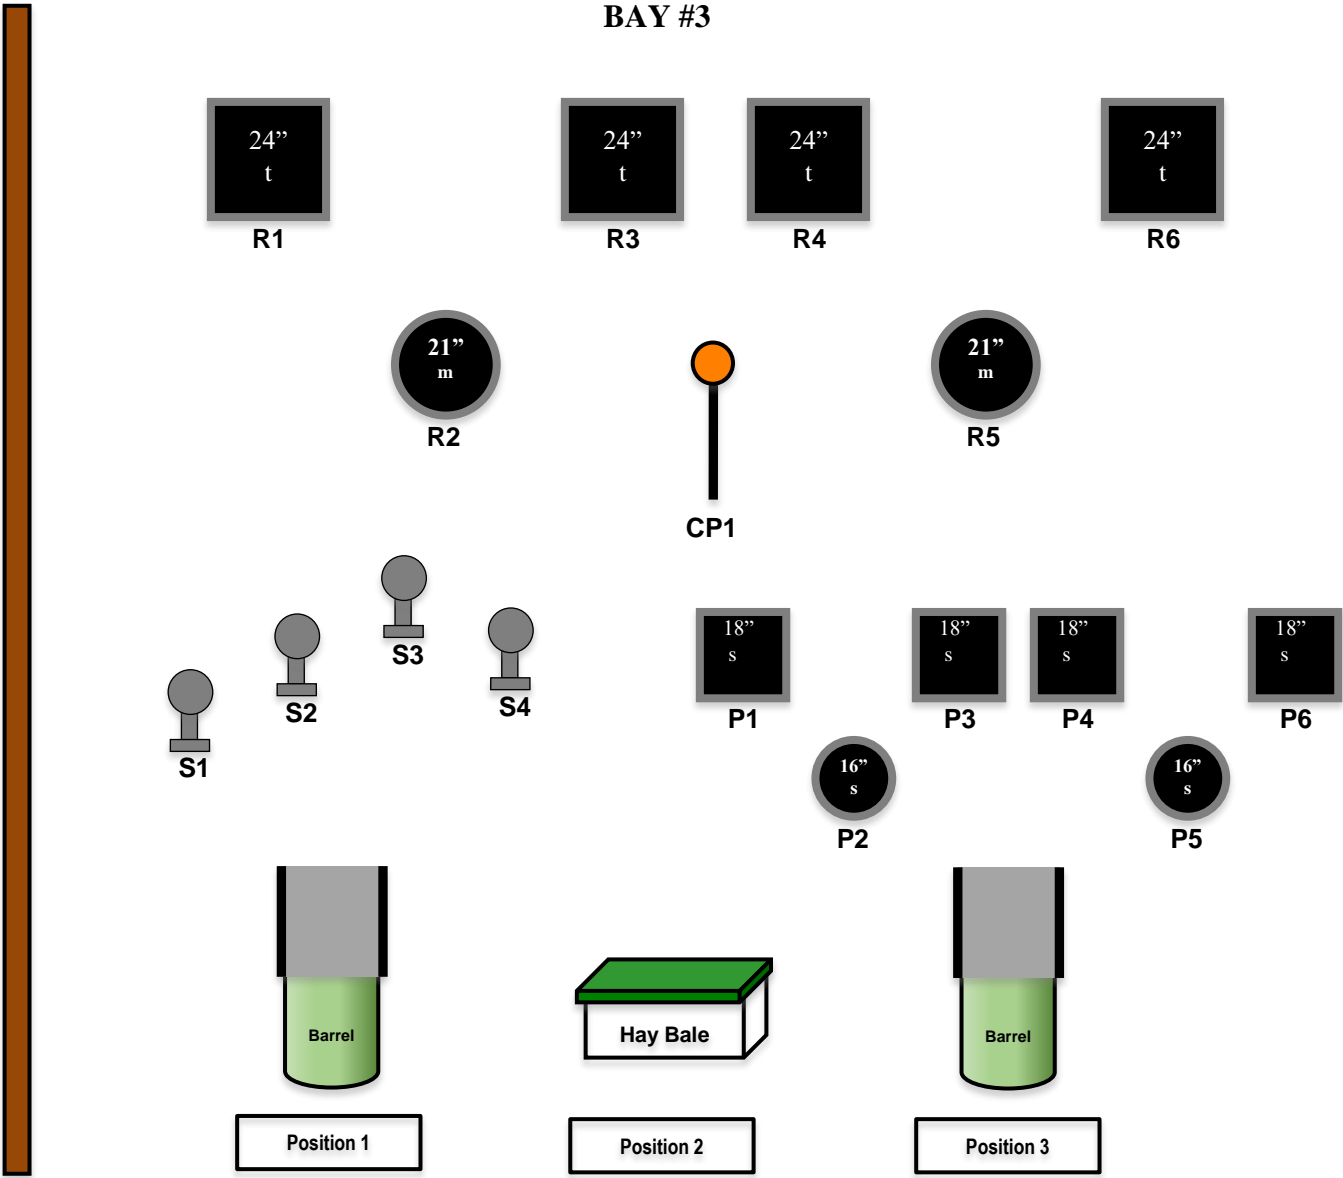 BAY #3
24”
t
24”
t
24”
t
24”
t
R1
R3
R4
R6
21”
m
21”
m
R2
R5
CP1
S3
S2
S4
S1
18”
s
18”
s
18”
s
18”
s
P1
P3
P4
P6
16”
s
16”
s
P2
P5
Barrel
Hay Bale
Barrel
Position 1
Position 2
Position 3